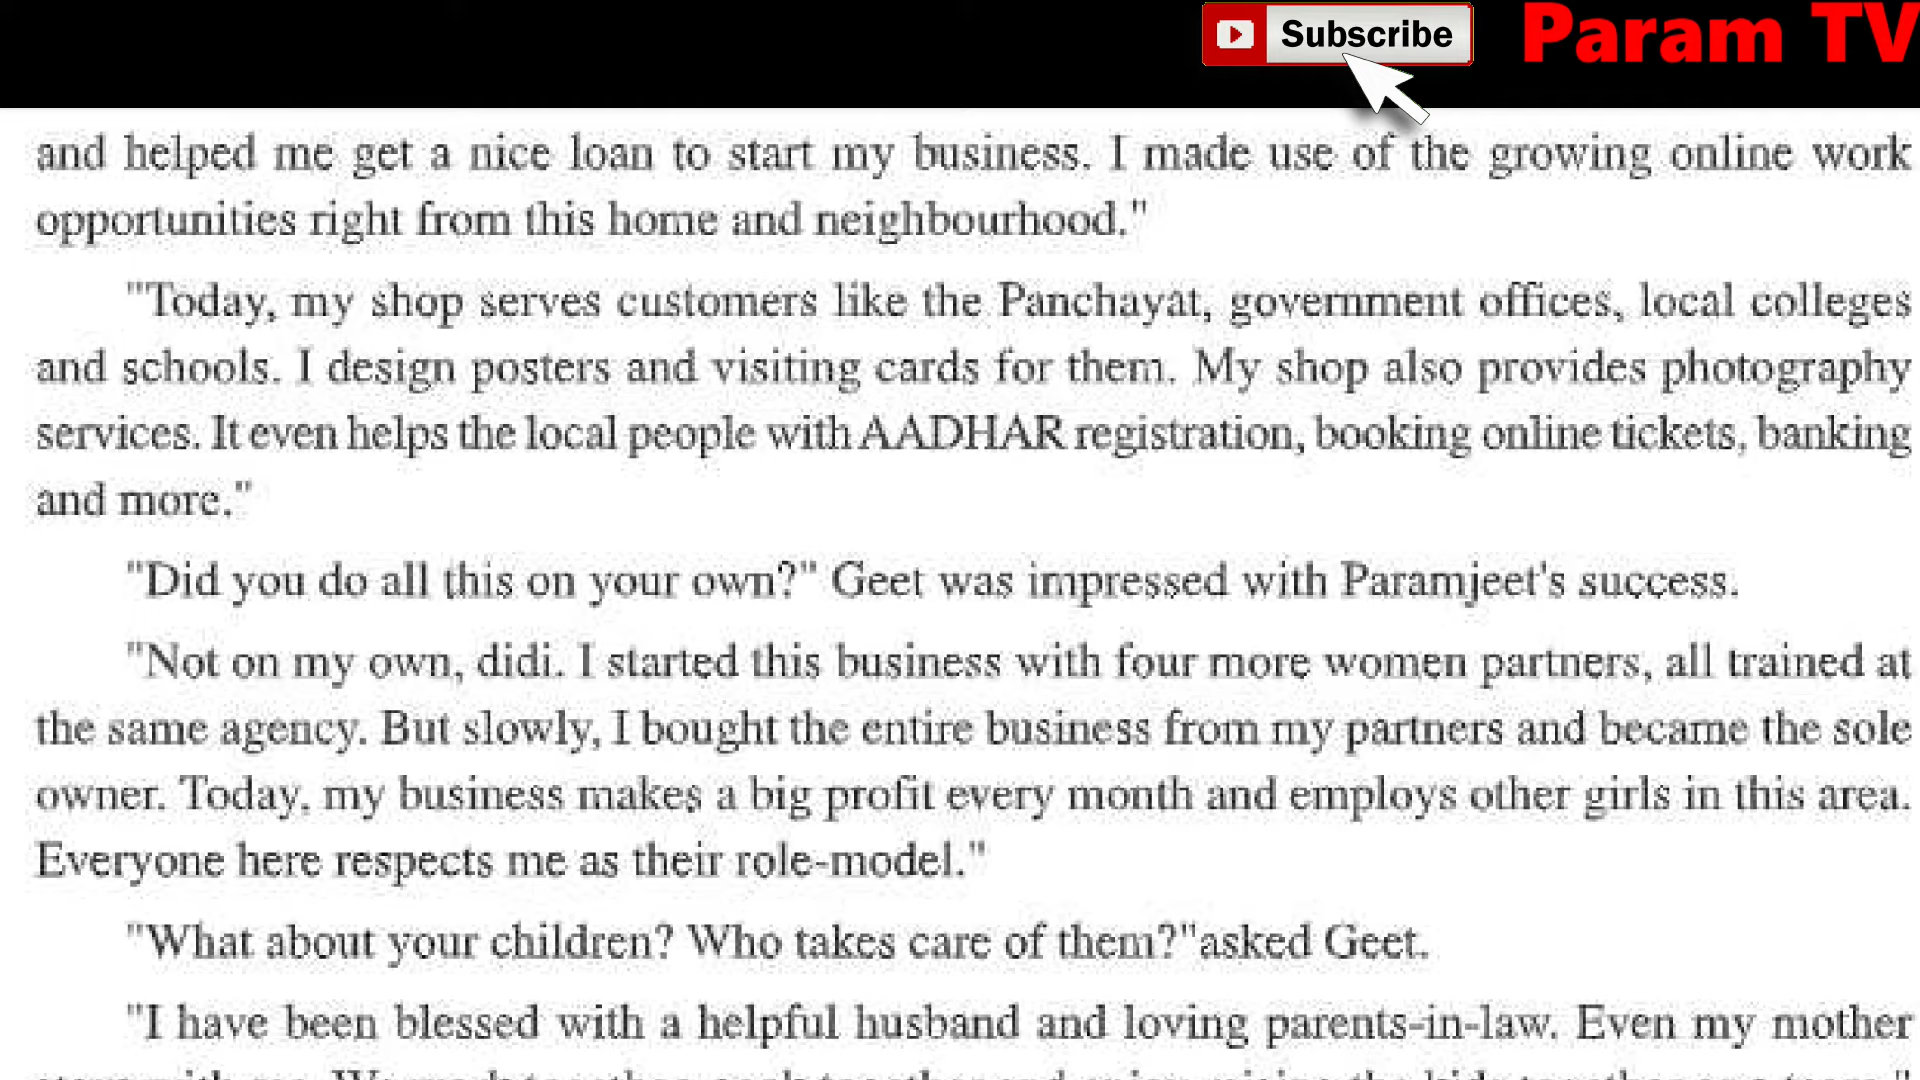 Subscribe Param TV
and helped me get a nice loan to start my business. I made use of the growing online work
opportunities right from this home and neighbourhood."
"Today, my shop serves customers like the Panchayat, government offices, local colleges
and schools. I design posters and visiting cards for them. My shop also provides photography
services. It even helps the local people with AADHAR registration, booking online tickets, banking
and more."
"Did you do all this on your own?" Geet was impressed with Paramjeet's success.
"Not on my own, didi. I started this business with four more women partners, all trained at
the same agency. But slowly, I bought the entire business from my partners and became the sole
owner. Today, my business makes a big profit every month and employs other girls in this area.
Everyone here respects me as their role-model."
"What about your children? Who takes care of them?"asked Geet.
"I have been blessed with a helpful husband and loving parents-in-law. Even my mother